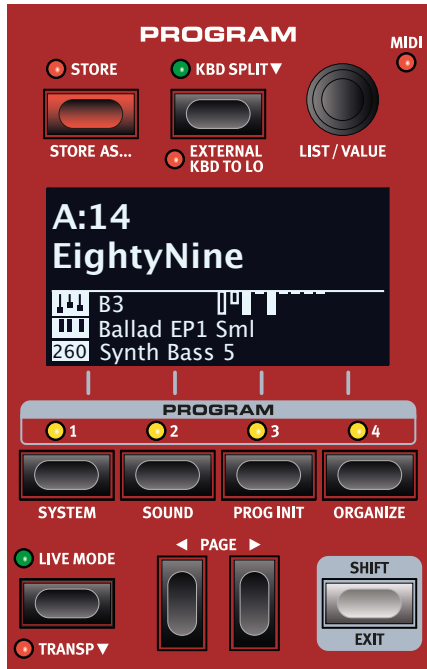 PROGRAM
MIDI
STORE
KBD SPLIT▼
STORE AS...
EXTERNAL
KBD TO LO
LIST / VALUE
A:14
EightyNine
B3
Ballad EP1 Sml
260 Synth Bass 5
PROGRAM
1 2 3 4
SYSTEM SOUND PROG INIT ORGANIZE
LIVE MODE
◄ PAGE ►
SHIFT
EXIT
TRANSP▼